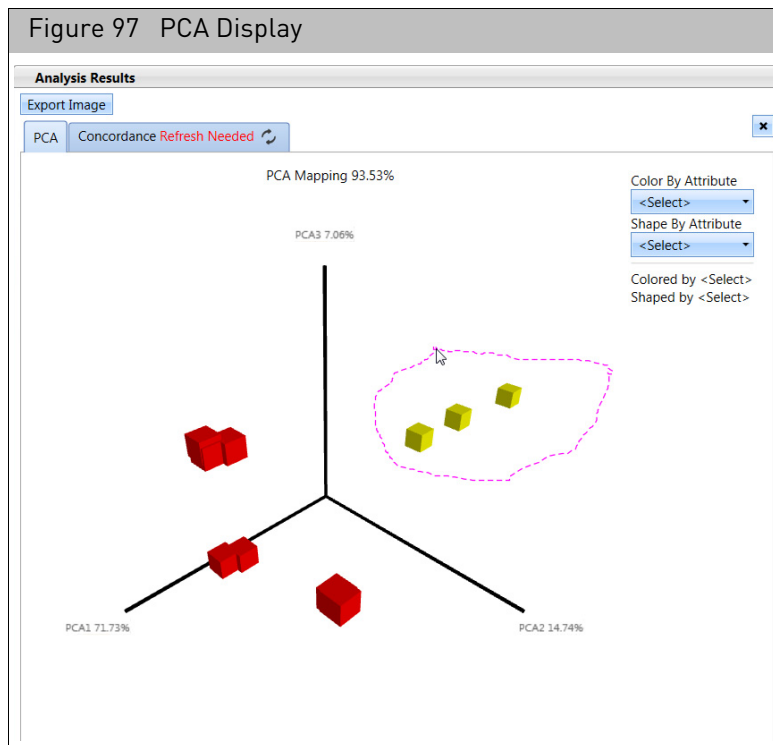 Figure 97 PCA Display
Analysis Results
Export Image
PCA
Concordance Refresh Needed
PCA Mapping 93.53%
Color By Attribute
<Select>
Shape By Attribute
<Select>
Colored by <Select>
Shaped by <Select>
PCA3 7.06%
PCA1 71.73%
PCA2 14.74%